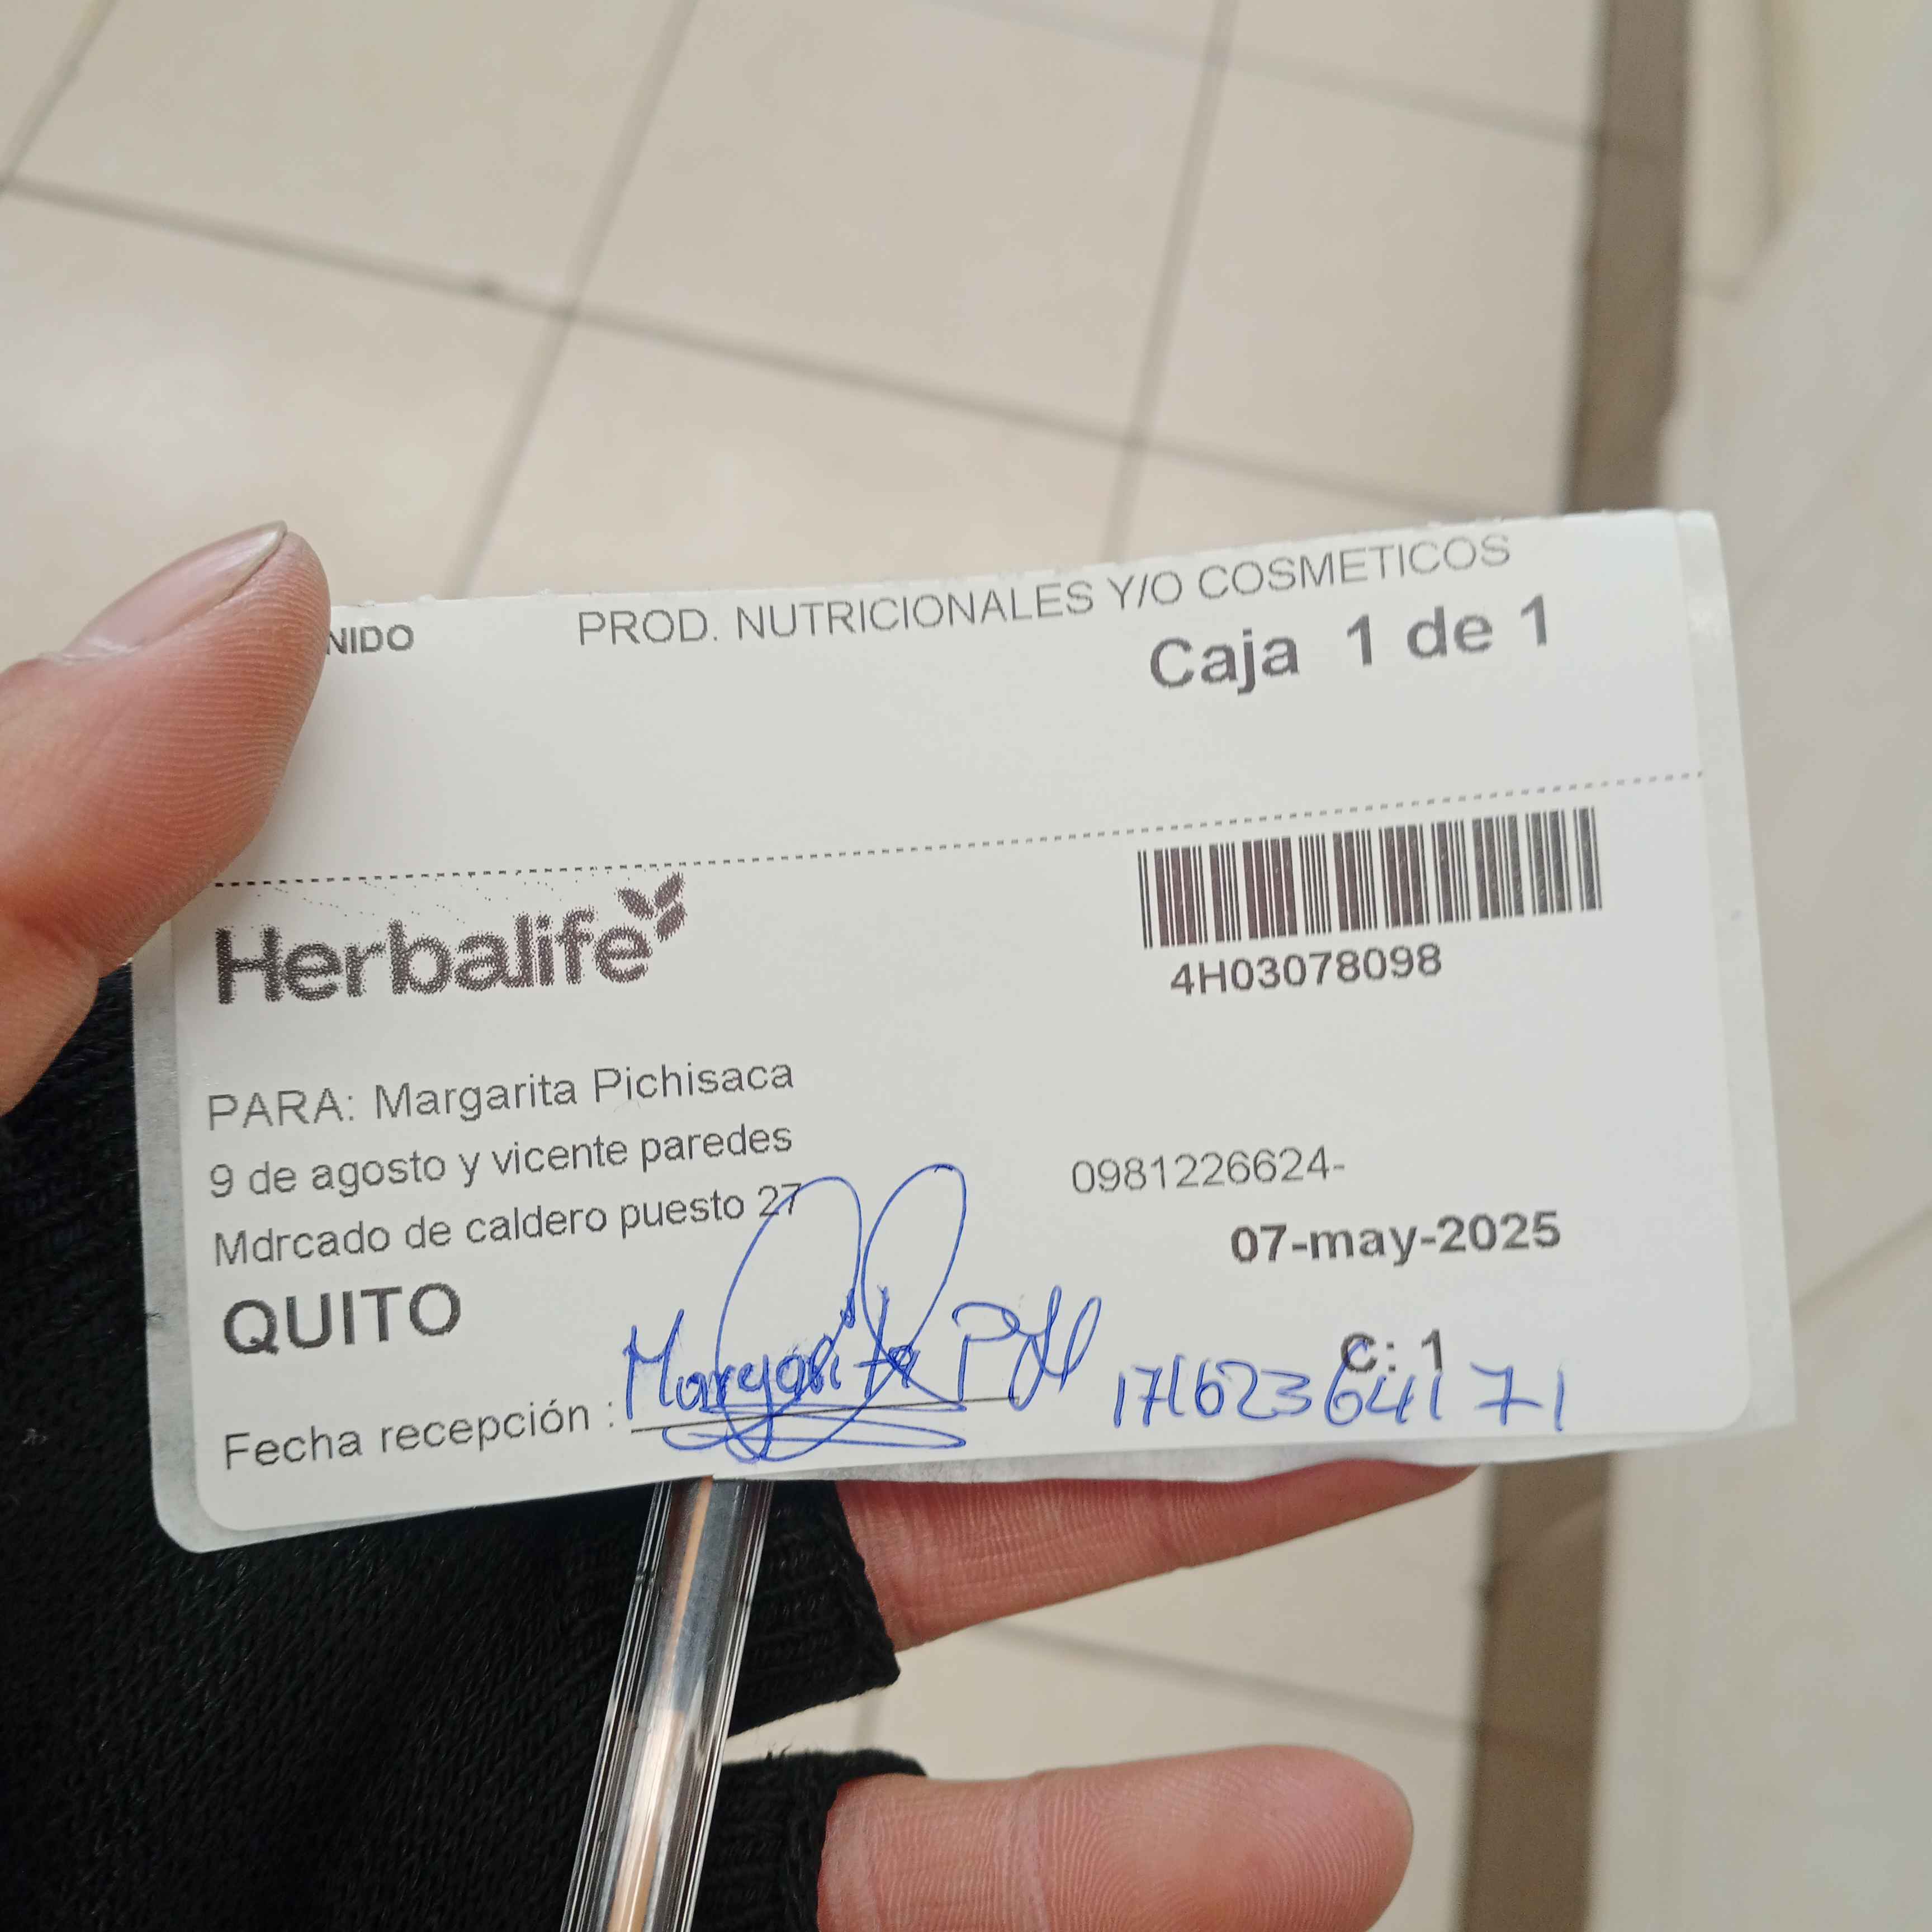 NIDO PROD. NUTRICIONALES Y/O COSMETICOS
Caja 1 de 1
Herbalife
4H03078098
PARA: Margarita Pichisaca
9 de agosto y vicente paredes
0981226624-
Mdrcado de caldero puesto 27
07-may-2025
QUITO
C: 1
Fecha recepción : Margarita